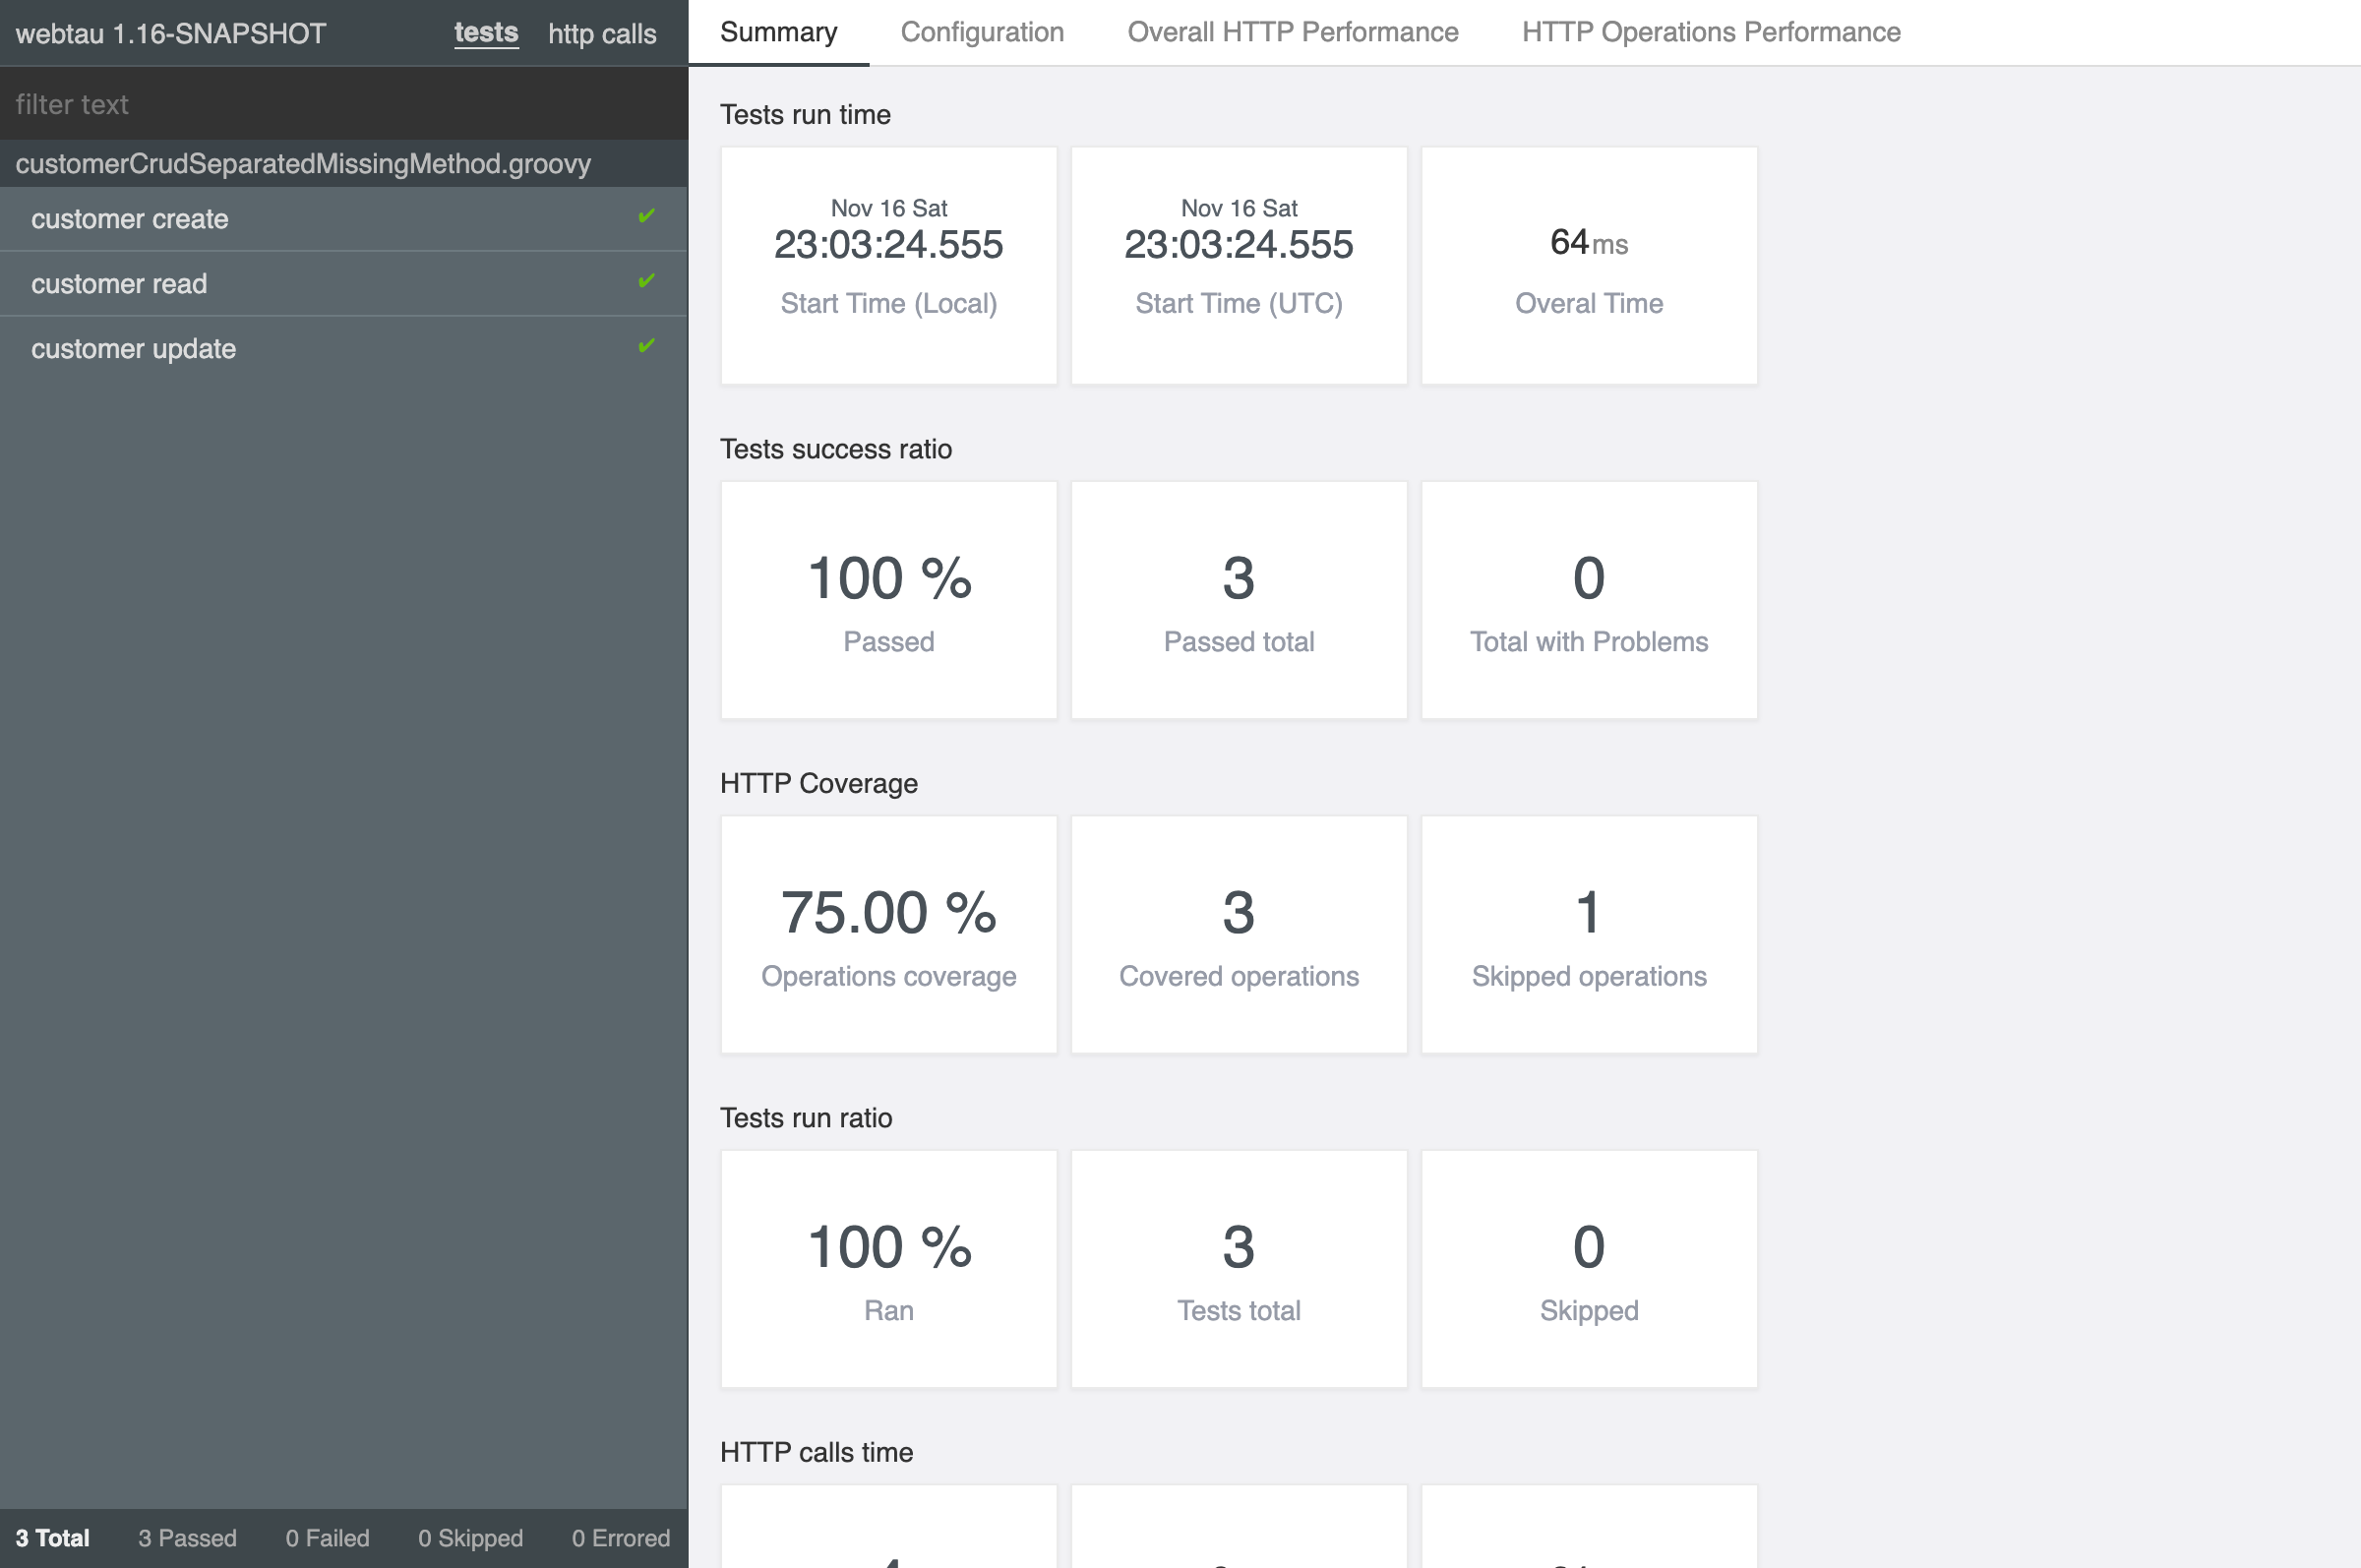 webtau 1.16-SNAPSHOT tests http calls
filter text
customerCrudSeparatedMissingMethod.groovy
customer create
customer read
customer update
3 Total 3 Passed 0 Failed 0 Skipped 0 Errored
Summary Configuration Overall HTTP Performance HTTP Operations Performance
Tests run time
Nov 16 Sat
23:03:24.555
Start Time (Local)
Nov 16 Sat
23:03:24.555
Start Time (UTC)
64ms
Overal Time
Tests success ratio
100 %
Passed
3
Passed total
0
Total with Problems
HTTP Coverage
75.00 %
Operations coverage
3
Covered operations
1
Skipped operations
Tests run ratio
100 %
Ran
3
Tests total
0
Skipped
HTTP calls time